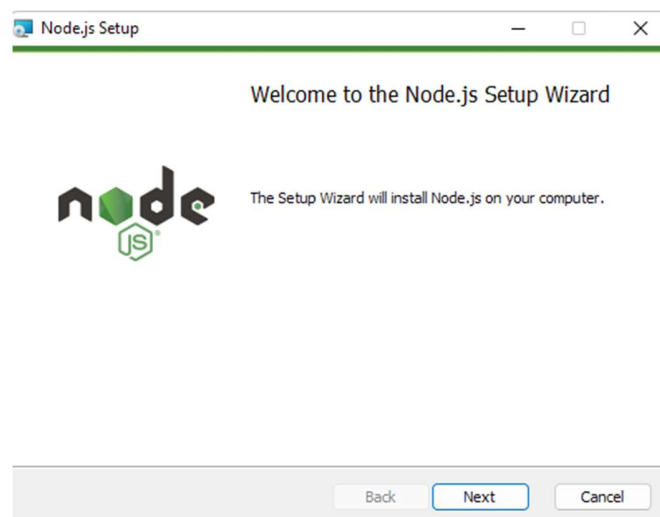 Node.js Setup
Welcome to the Node.js Setup Wizard
node
JS
The Setup Wizard will install Node.js on your computer.
Back
Next
Cancel